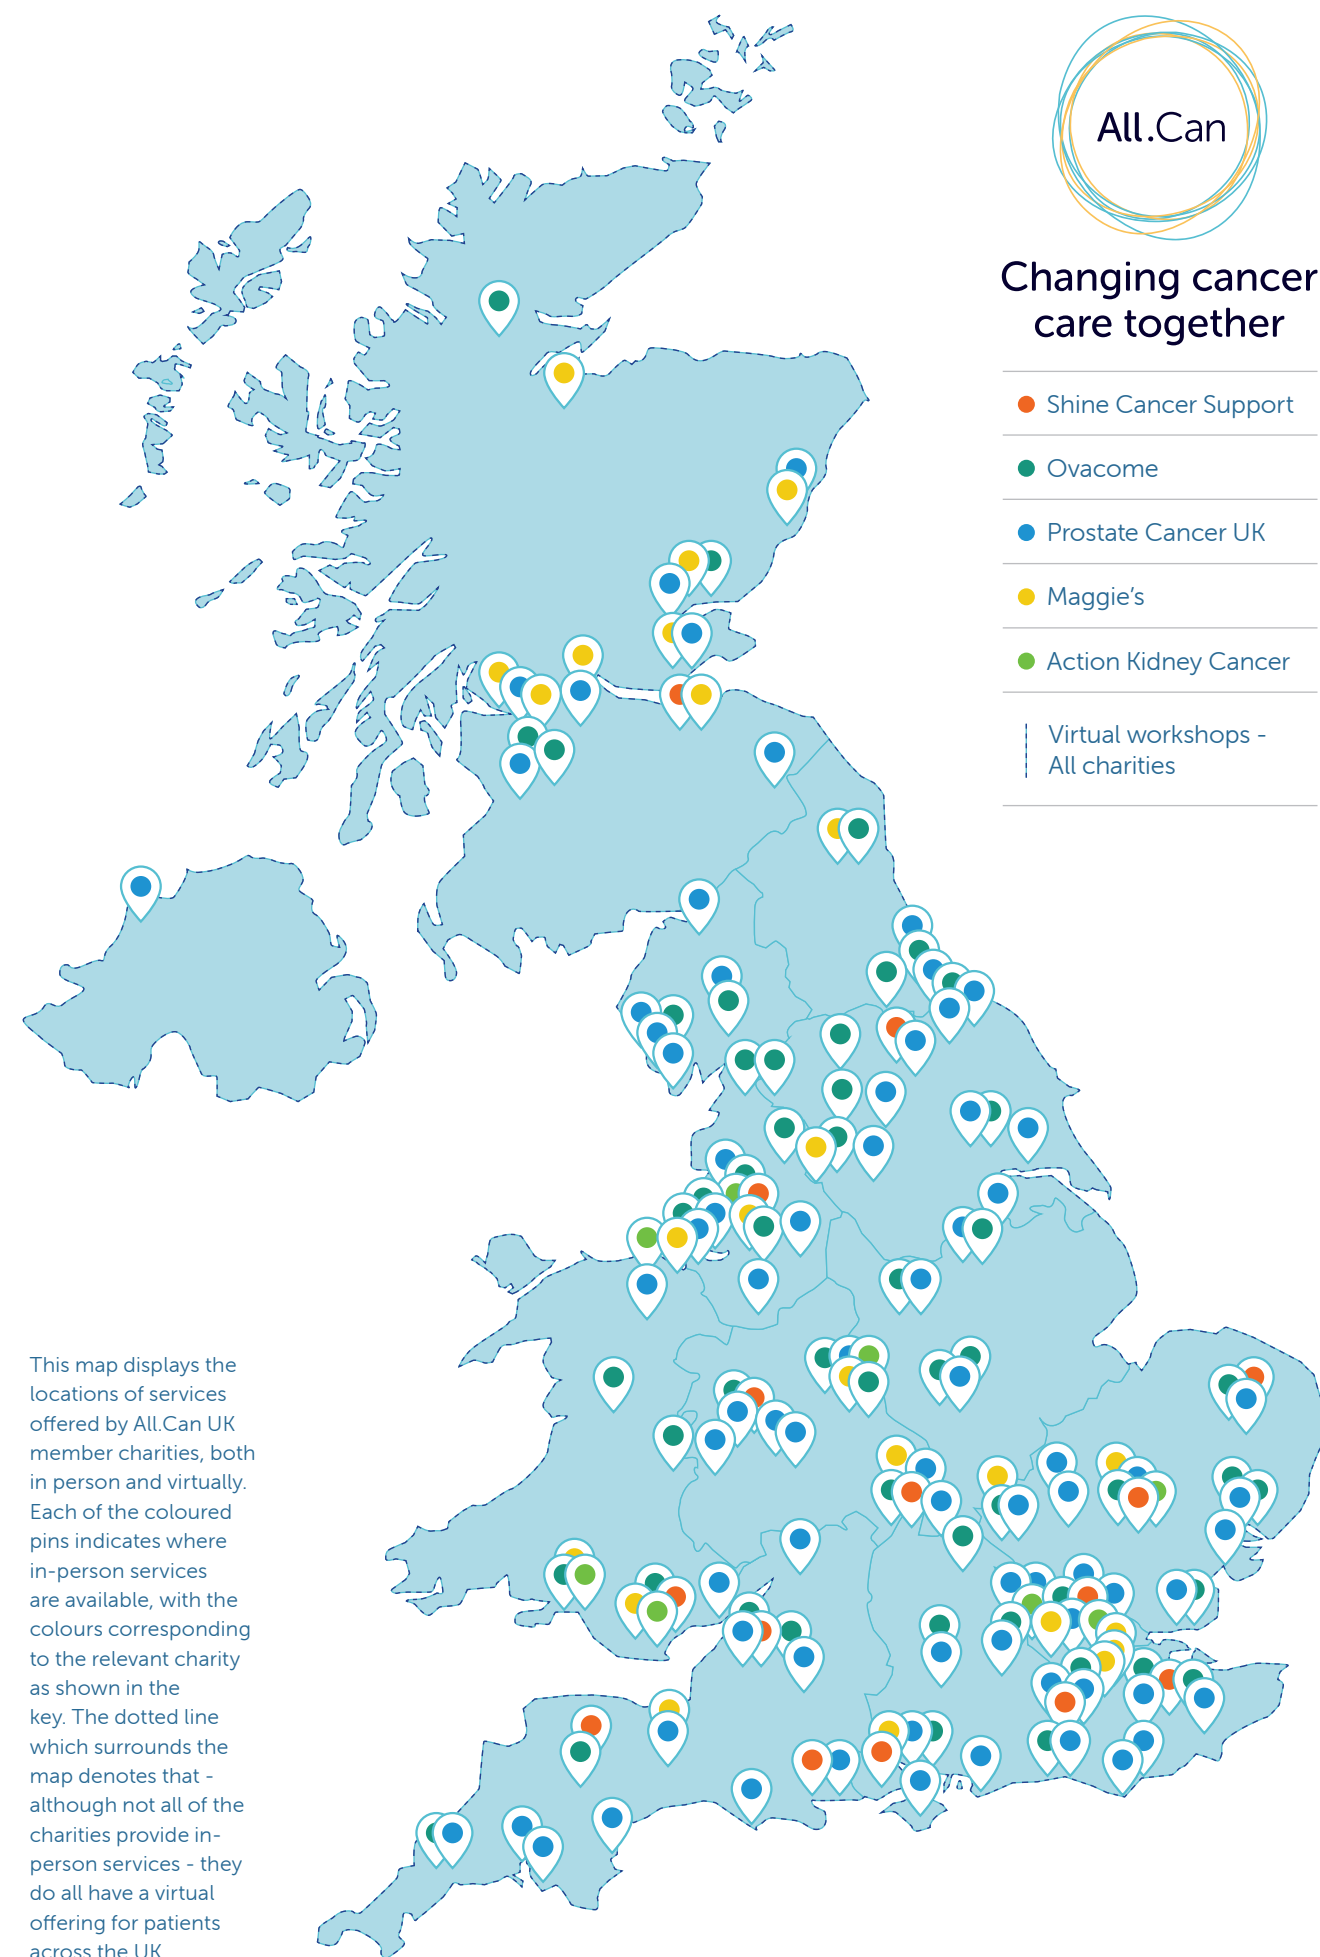 All.Can
Changing cancer
care together
Shine Cancer Support
Ovacome
Prostate Cancer UK
Maggie's
Action Kidney Cancer
Virtual workshops -
All charities
This map displays the
locations of services
offered by All.Can UK
member charities, both
in person and virtually.
Each of the coloured
pins indicates where
in-person services
are available, with the
colours corresponding
to the relevant charity
as shown in the
key. The dotted line
which surrounds the
map denotes that -
although not all of the
charities provide in-
person services - they
do all have a virtual
offering for patients
across the UK